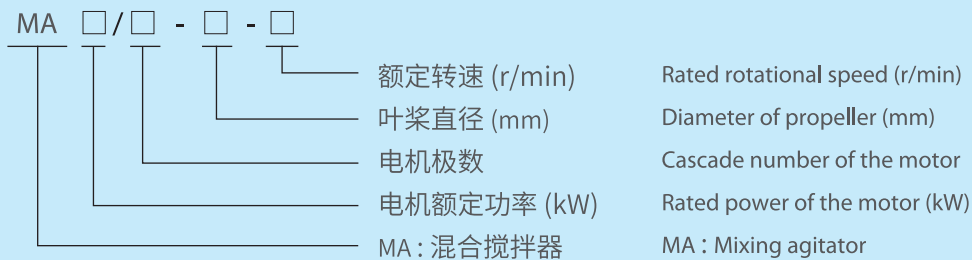 MA □/□ - □ - □
额定转速 (r/min) Rated rotational speed (r/min)
叶桨直径 (mm) Diameter of propeller (mm)
电机极数 Cascade number of the motor
电机额定功率 (kW) Rated power of the motor (kW)
MA : 混合搅拌器 MA : Mixing agitator